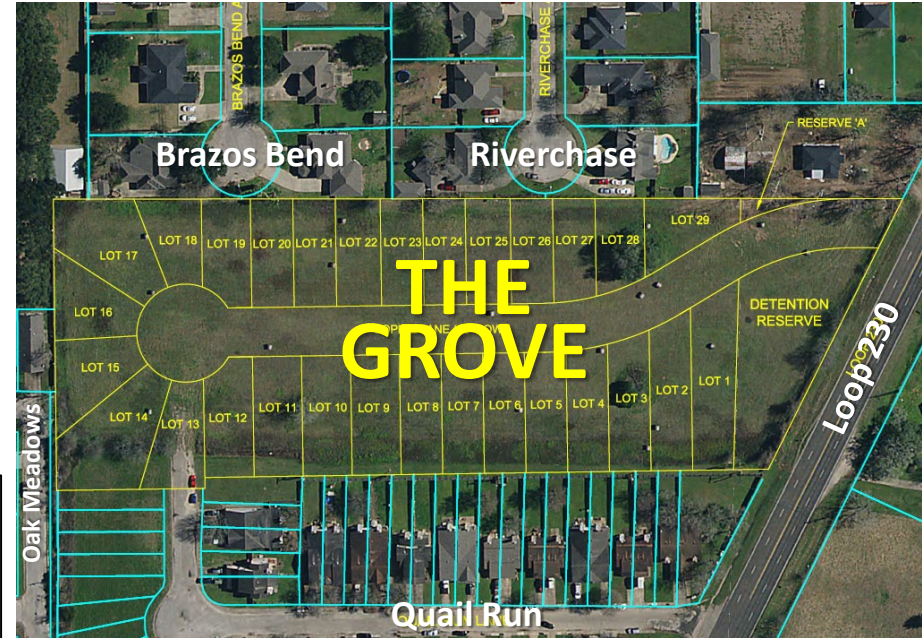 BRAZOS BEND
RIVERCHASE
RESERVE 'A'
Brazos Bend
Riverchase
LOT 29
LOT 18
LOT 19
LOT 20
LOT 21
LOT 22
LOT 23
LOT 24
LOT 25
LOT 26
LOT 27
LOT 28
LOT 17
THE
GROVE
LOT 16
DETENTION
RESERVE
Loop 230
LOT 15
LOT 14
LOT 13
LOT 12
LOT 11
LOT 10
LOT 9
LOT 8
LOT 7
LOT 6
LOT 5
LOT 4
LOT 3
LOT 2
LOT 1
Oak Meadows
Quail Run